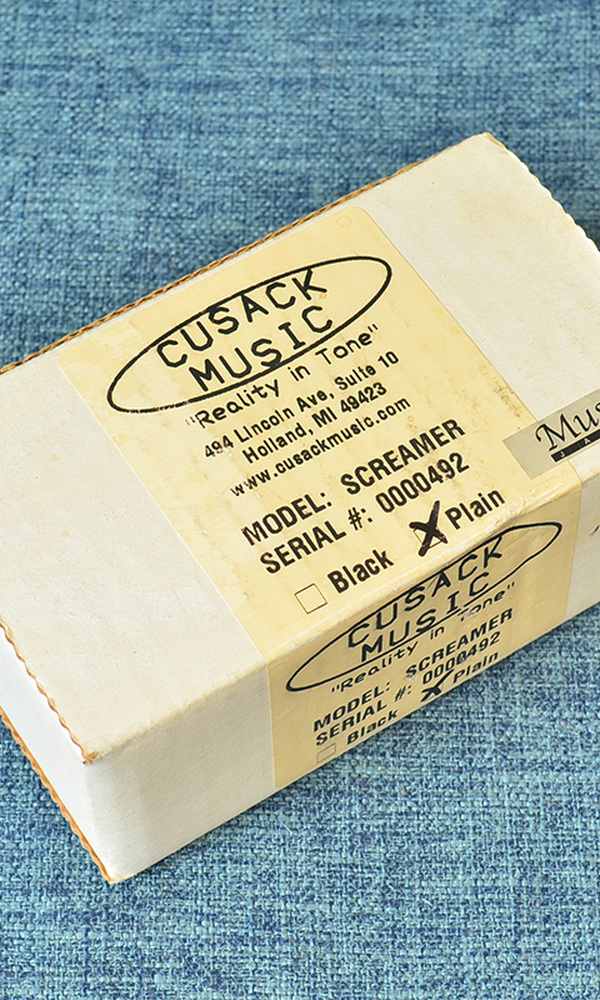 CUSACK
MUSIC
"Reality in Tone"
494 Lincoln Ave, Suite 10
Holland, MI 49423
www.cusackmusic.com
MODEL: SCREAMER
SERIAL #: 0000492
Black Plain
CUSACK
MUSIC
"Reality in Tone"
MODEL: SCREAMER
SERIAL #: 0000492
Black Plain